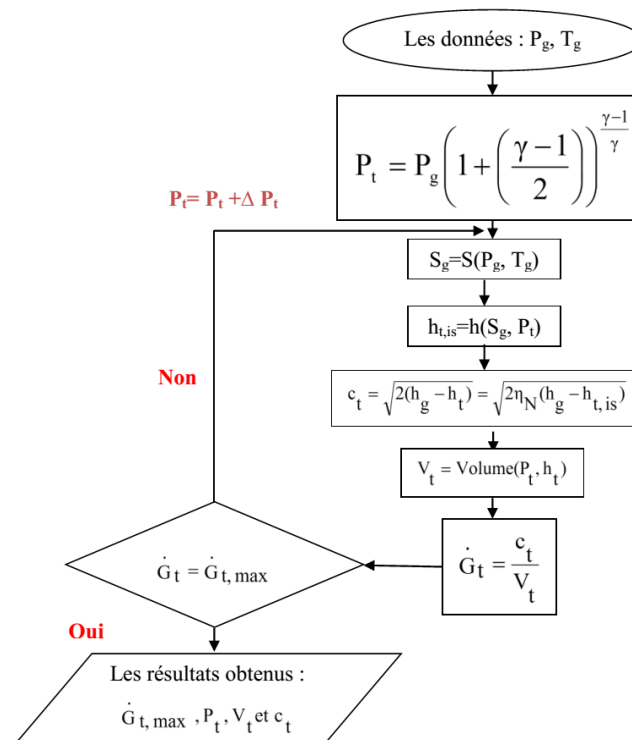 Les données : P_g, T_g
P_t = P_g(1+((γ−1)/2))^((γ−1)/γ)
P_t= P_t +Δ P_t
S_g=S(P_g, T_g)
h_t,is=h(S_g, P_t)
Non
c_t = √(2(h_g − h_t)) = √(2η_N(h_g − h_t,is))
V_t = Volume(P_t, h_t)
Ġ_t = Ġ_t, max
Ġ_t = c_t/V_t
Oui
Les résultats obtenus :
Ġ_t, max , P_t, V_t et c_t